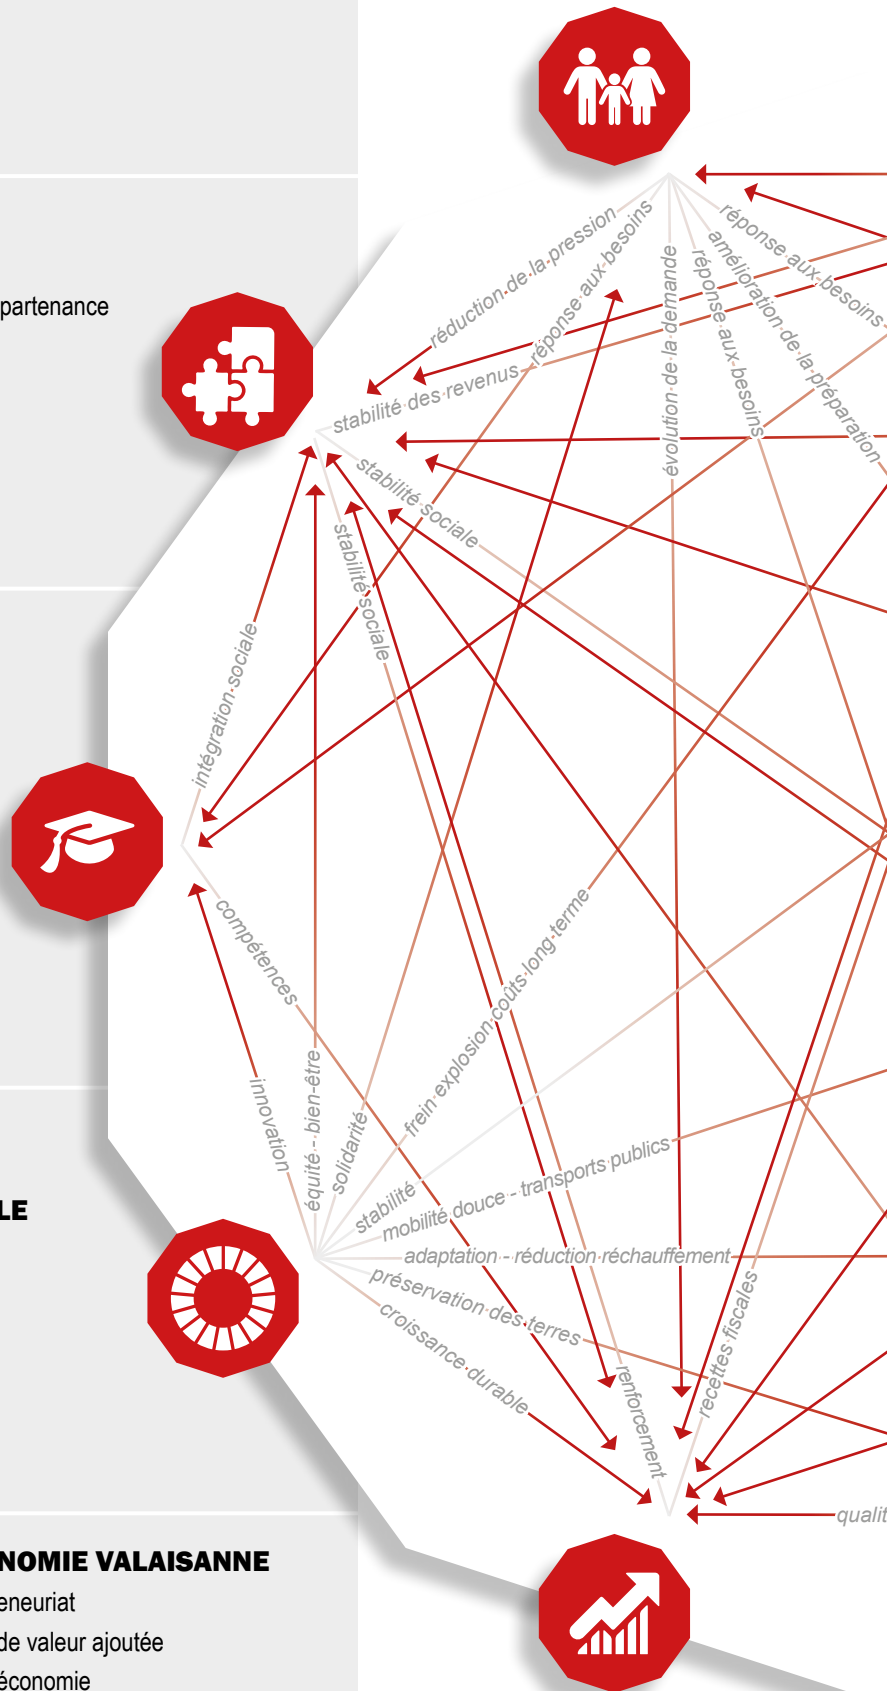 partenance
LE
NOMIE VALAISANNE
eneuriat
de valeur ajoutée
économie
réduction de la pression
réponse aux besoins
évolution de la demande
réponse aux besoins
amélioration de la préparation
réponse aux besoins
stabilité des revenus
stabilité sociale
stabilité sociale
intégration sociale
compétences
innovation
équité - bien-être
solidarité
frein explosion coûts long terme
stabilité
mobilité douce - transports publics
adaptation - réduction réchauffement
préservation des terres
croissance durable
renforcement
recettes fiscales
qualit